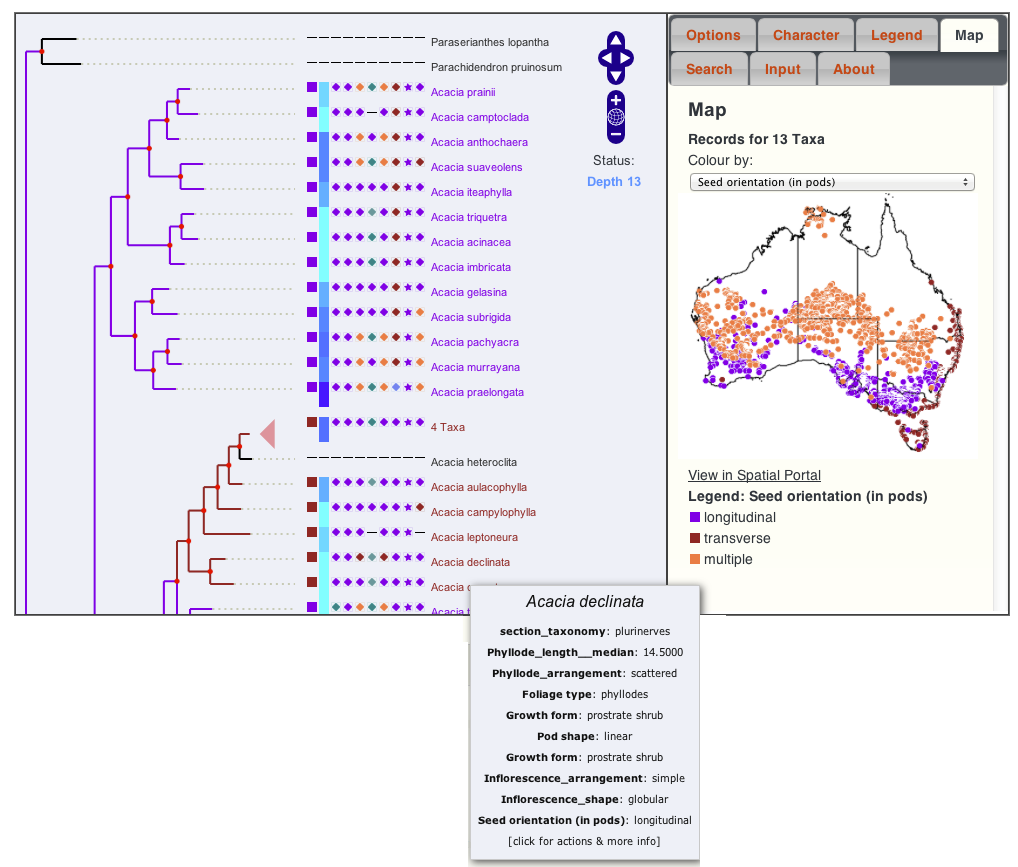 Paraserianthes lopantha
Parachidendron pruinosum
Acacia prainii
Acacia camptoclada
Acacia anthochaera
Acacia suaveolens
Acacia iteaphylla
Acacia triquetra
Acacia acinacea
Acacia imbricata
Acacia gelasina
Acacia subrigida
Acacia pachyacra
Acacia murrayana
Acacia praelongata
4 Taxa
Acacia heteroclita
Acacia aulacophylla
Acacia campylophylla
Acacia leptoneura
Acacia declinata
Acacia
Acacia
Status:
Depth 13
Options
Character
Legend
Map
Search
Input
About
Map
Records for 13 Taxa
Colour by:
Seed orientation (in pods)
View in Spatial Portal
Legend: Seed orientation (in pods)
longitudinal
transverse
multiple
Acacia declinata
section_taxonomy: plurinerves
Phyllode_length__median: 14.5000
Phyllode_arrangement: scattered
Foliage type: phyllodes
Growth form: prostrate shrub
Pod shape: linear
Growth form: prostrate shrub
Inflorescence_arrangement: simple
Inflorescence_shape: globular
Seed orientation (in pods): longitudinal
[click for actions & more info]